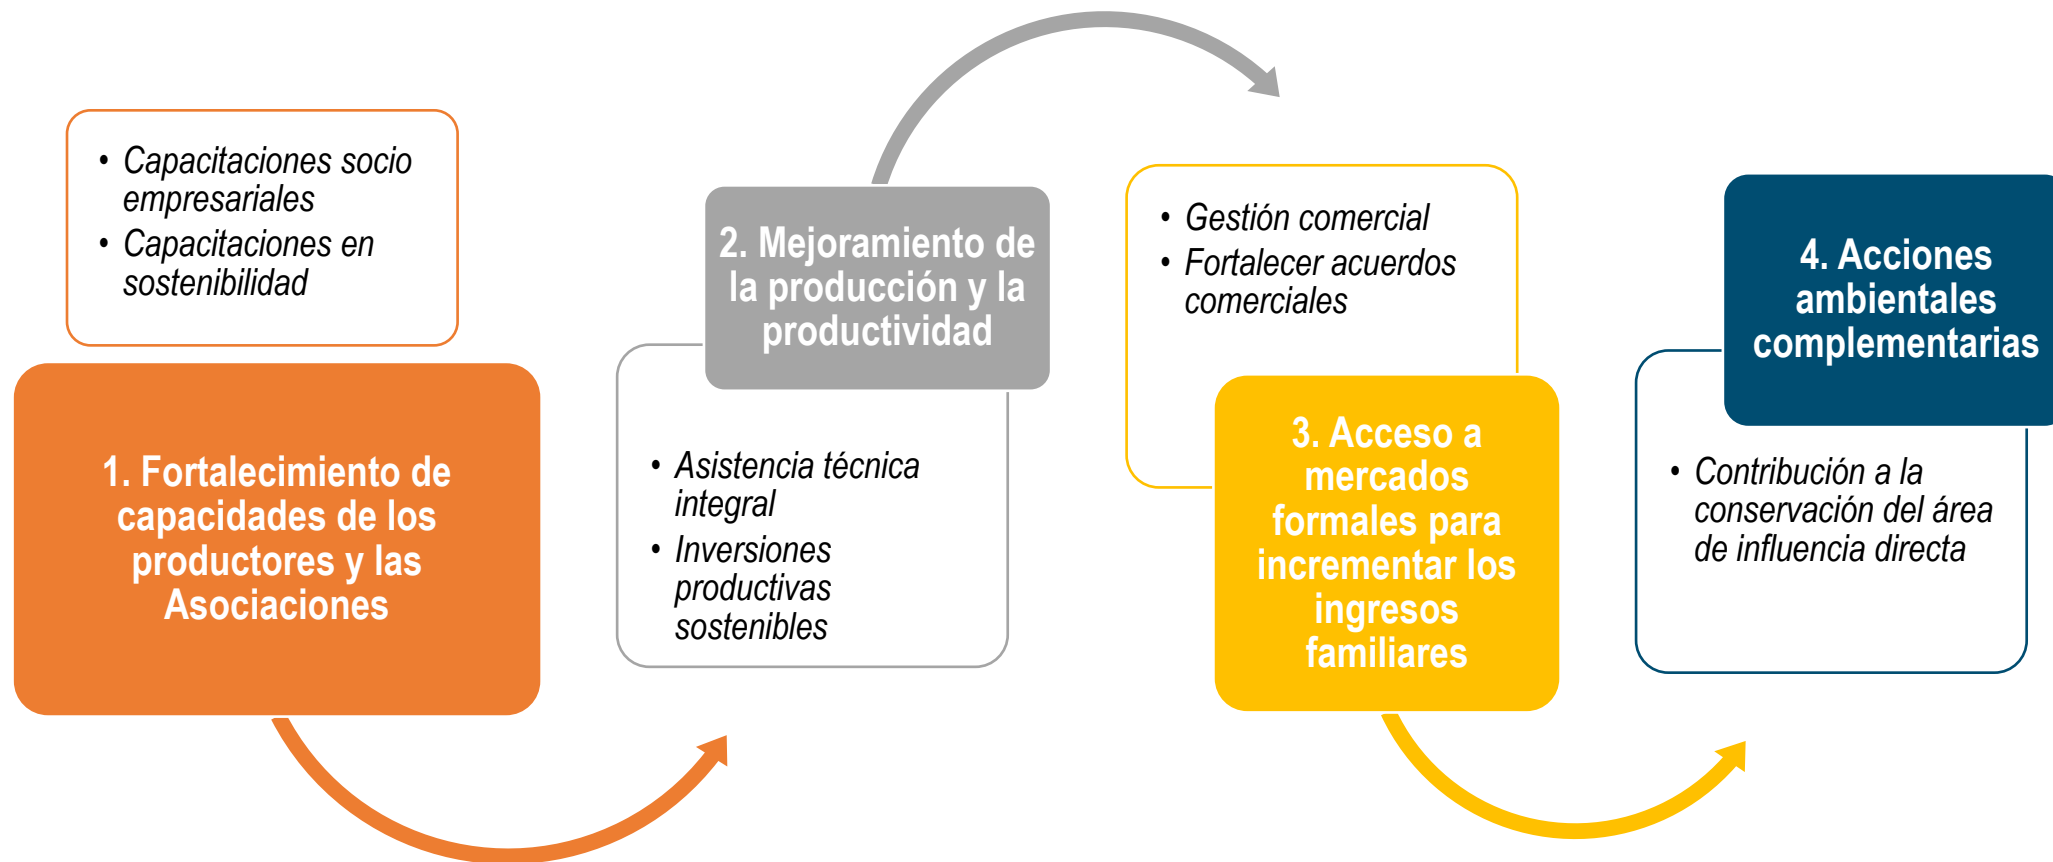 • Capacitaciones socio
empresariales
• Capacitaciones en
sostenibilidad
1. Fortalecimiento de
capacidades de los
productores y las
Asociaciones
2. Mejoramiento de
la producción y la
productividad
• Asistencia técnica
integral
• Inversiones
productivas
sostenibles
• Gestión comercial
• Fortalecer acuerdos
comerciales
3. Acceso a
mercados
formales para
incrementar los
ingresos
familiares
4. Acciones
ambientales
complementarias
• Contribución a la
conservación del área
de influencia directa